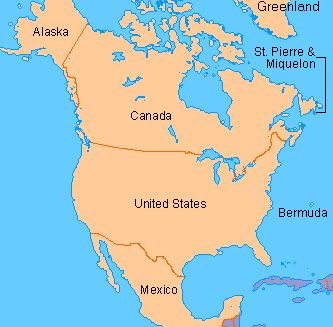 Greenland
Alaska
St. Pierre &
Miquelon
Canada
United States
Bermuda
Mexico